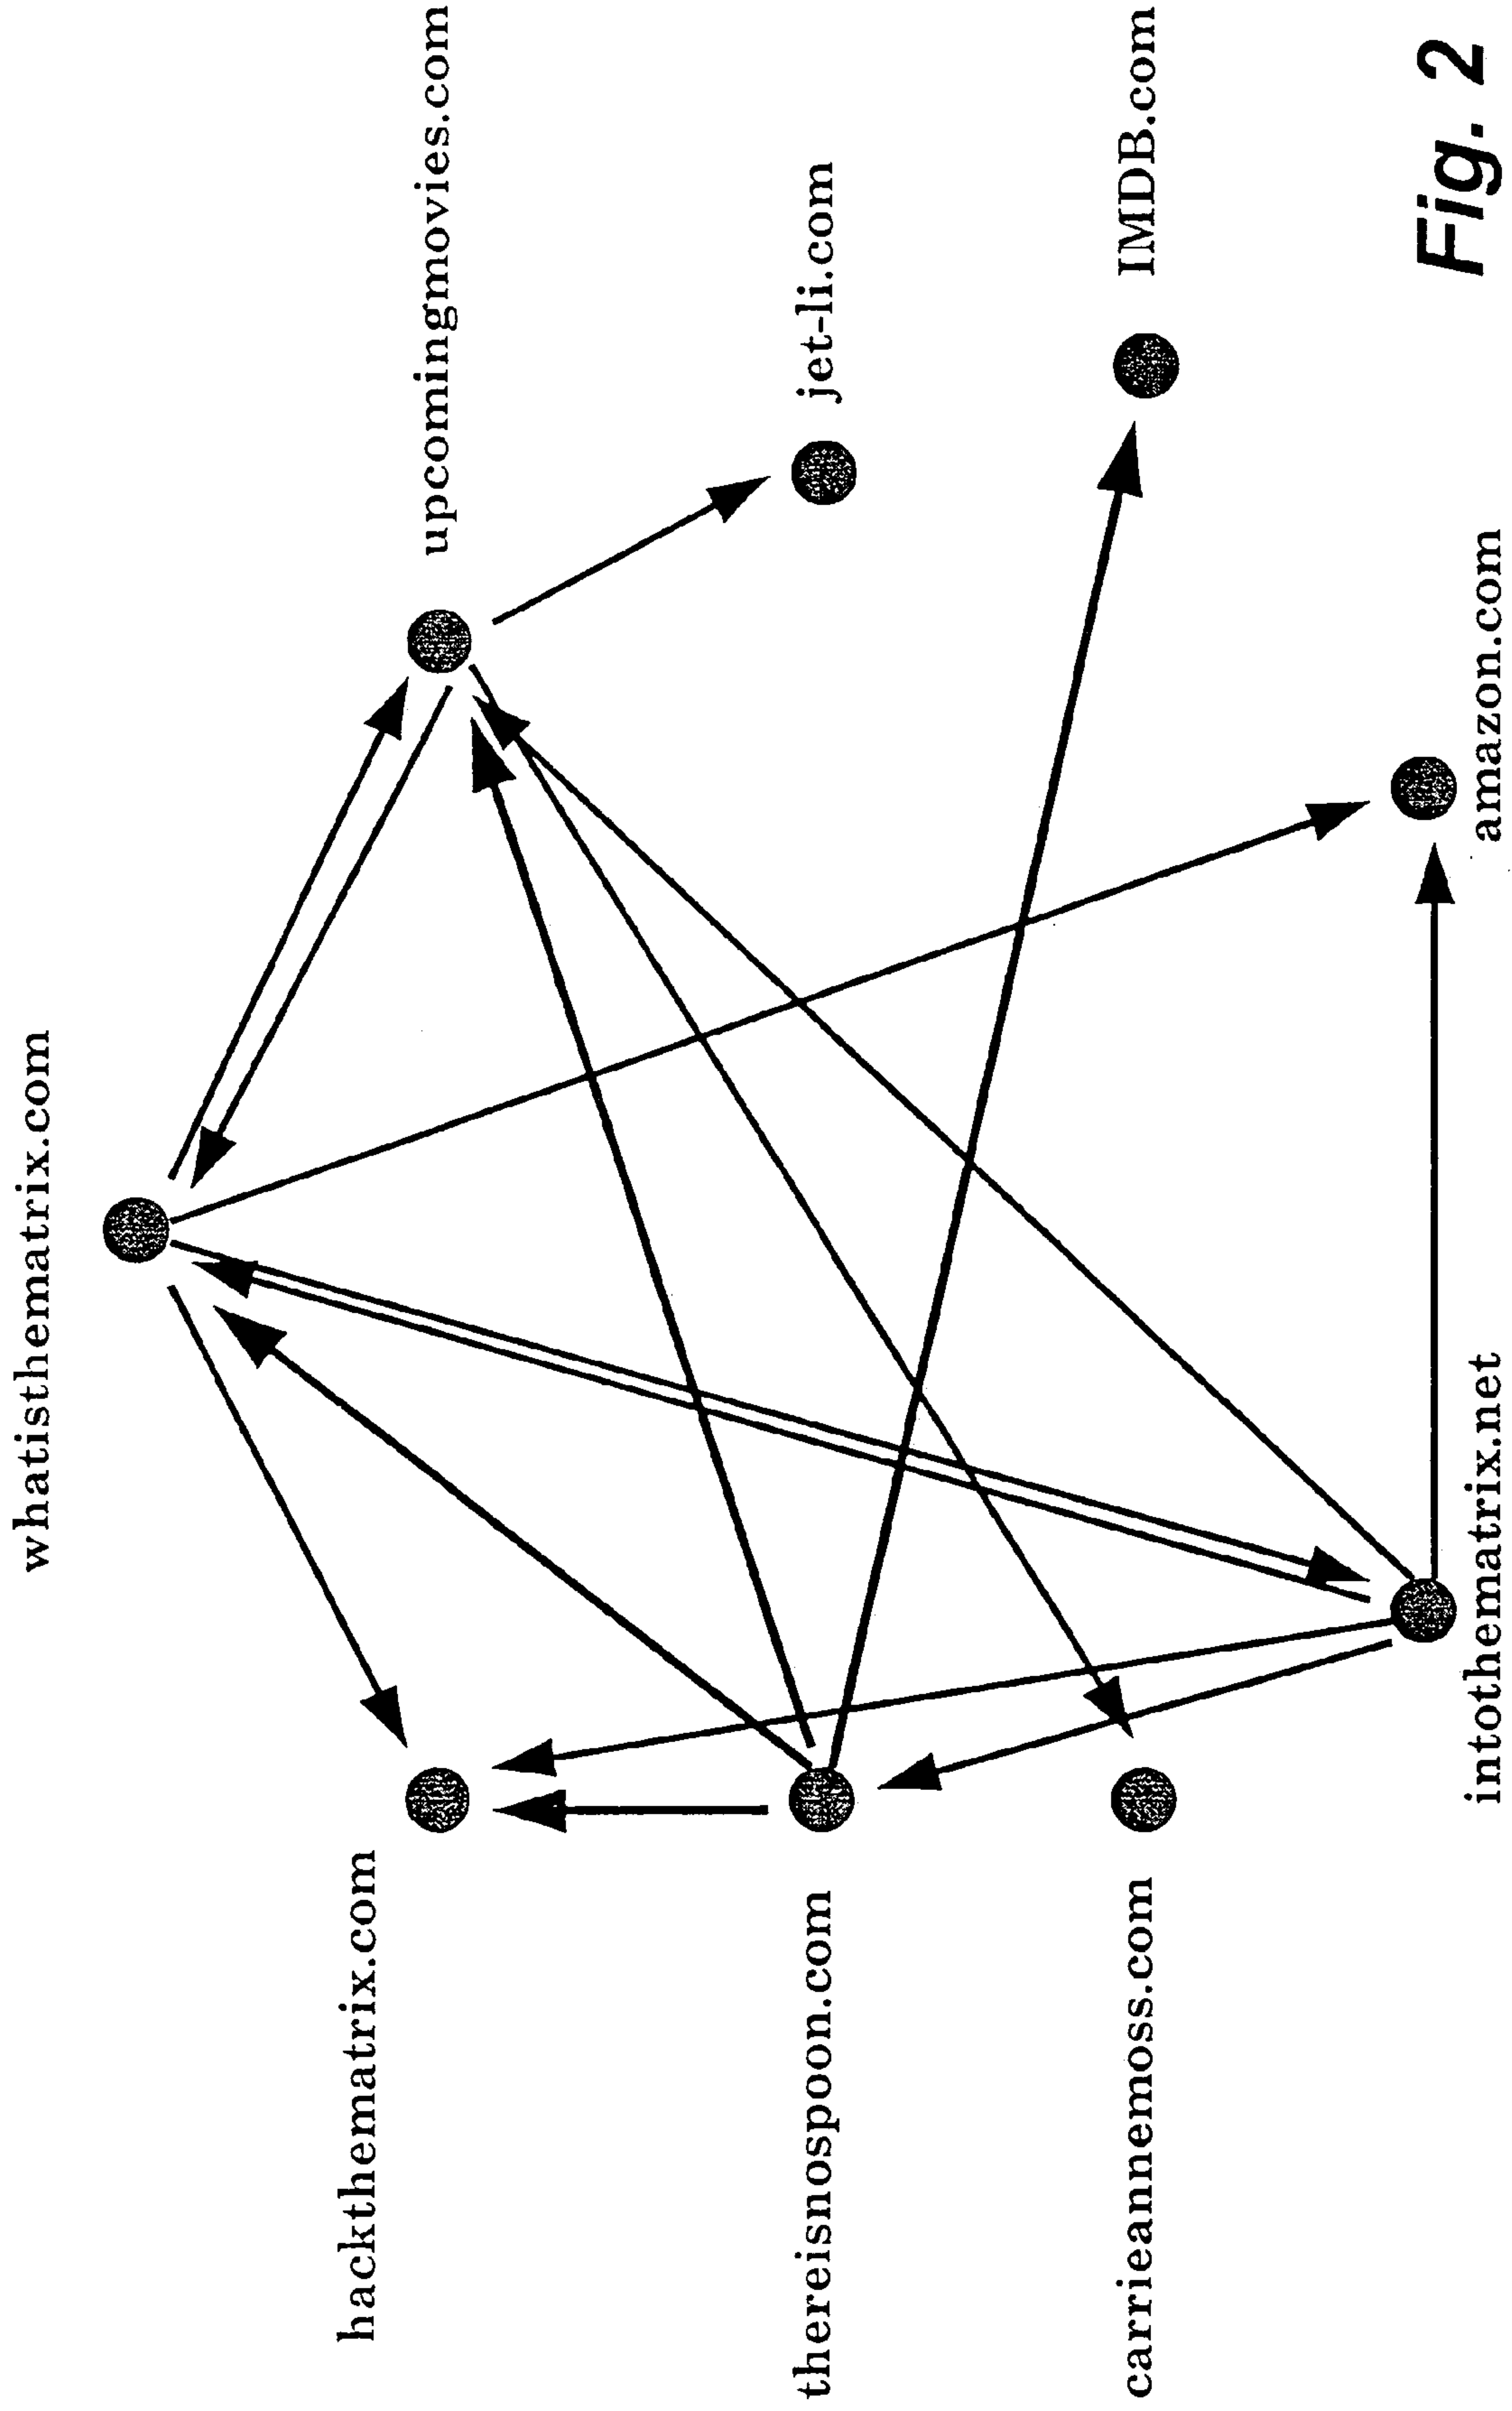 whatisthematrix.com
hackthematrix.com
upcomingmovies.com
thereisnospoon.com
jet-li.com
carrieannemoss.com
IMDB.com
intothematrix.net
amazon.com
Fig. 2